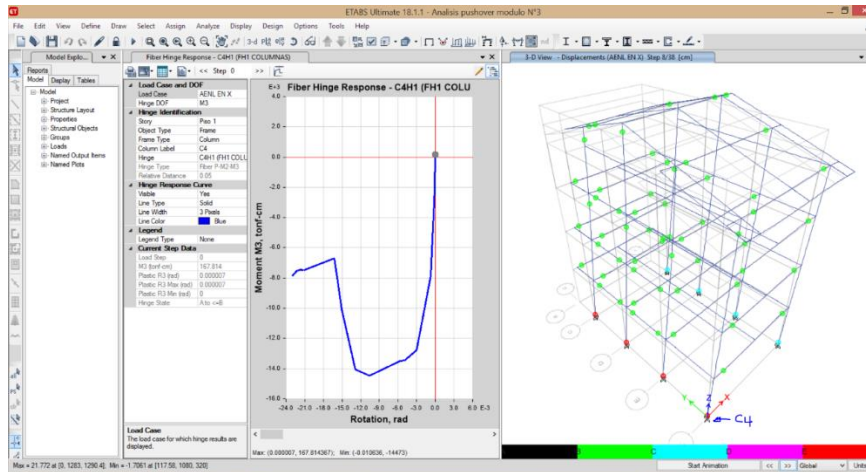 ETABS Ultimate 18.1.1 - Analisis pushover modulo N°3
File Edit View Define Draw Select Assign Analyze Display Design Options Tools Help
Model Explo...
Reports
Model Display Tables
Model
Project
Structure Layout
Properties
Structural Objects
Groups
Loads
Named Output Items
Named Plots
Fiber Hinge Response - C4H1 (FH1 COLUMNAS)
<< Step 0 >>
Load Case and DOF
Load Case AENL EN X
Hinge DOF M3
Hinge Identification
Story Piso 1
Object Type Frame
Frame Type Column
Column Label C4
Hinge C4H1 (FH1 COLU
Hinge Type Fiber P-M2-M3
Relative Distance 0.05
Hinge Response Curve
Visible Yes
Line Type Solid
Line Width 3 Pixels
Line Color Blue
Legend
Legend Type None
Current Step Data
Load Step 0
M3 (tonf-cm) 167.814
Plastic R3 (rad) 0.000007
Plastic R3 Max (rad) 0.000007
Plastic R3 Min (rad) 0
Hinge State A to <=B
Load Case
The load case for which hinge results are displayed.
E+3 Fiber Hinge Response - C4H1 (FH1 COLU
4.0
2.0
0.0
-2.0
-4.0
-6.0
-8.0
-10.0
-12.0
-14.0
-16.0
Moment M3, tonf-cm
-24.0 -21.0 -18.0 -15.0 -12.0 -9.0 -6.0 -3.0 0.0 3.0 6.0 E-3
Rotation, rad
Max: (0.000007, 167.814367); Min: (-0.010636, -14473)
3-D View - Displacements (AENL EN X) Step 8/38 [cm]
Z
Y X
C4
B C D E
Max = 21.772 at [0, 1283, 1290.4]; Min = -1.7061 at [117.58, 1080, 320]
Start Animation << >> Global Units